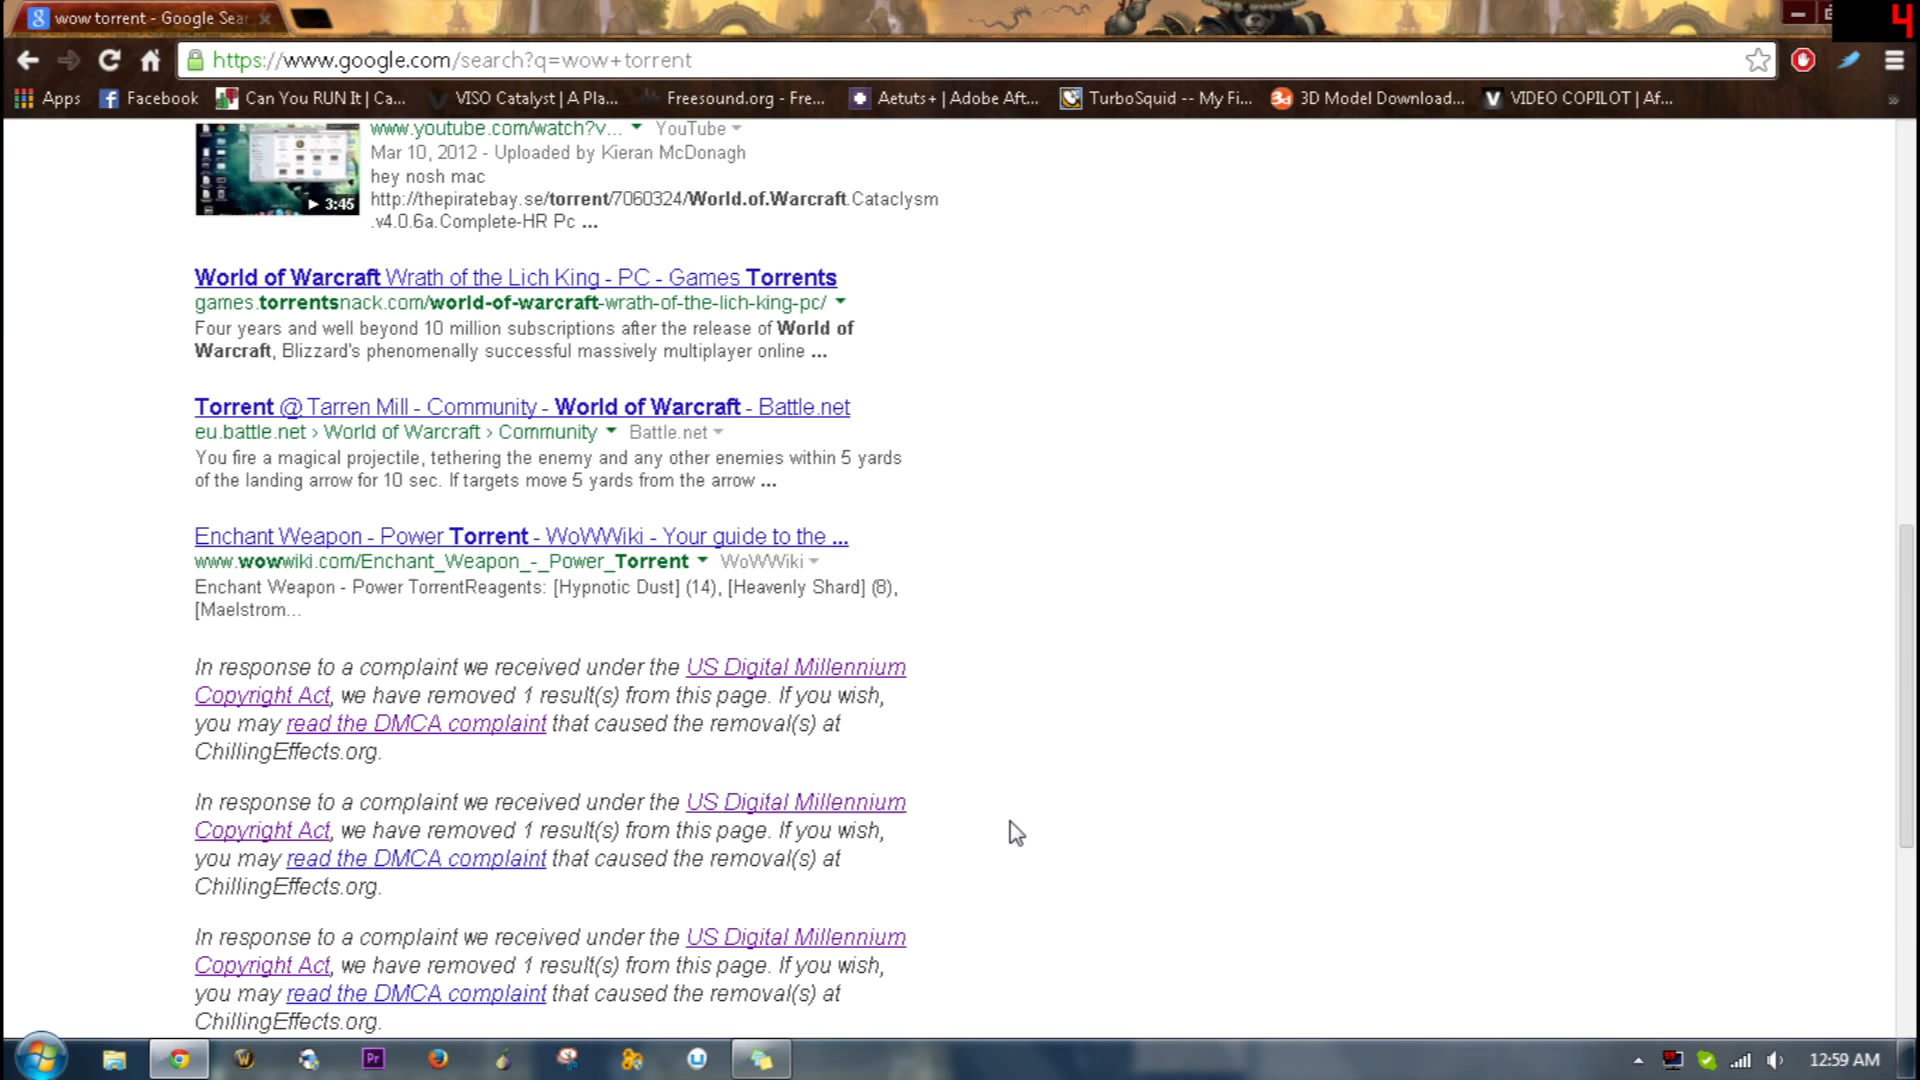 wow torrent - Google Sear
4
https://www.google.com/search?q=wow+torrent
Apps Facebook Can You RUN It | Ca... VISO Catalyst | A Pla... Freesound.org - Fre... Aetuts+ | Adobe Aft... TurboSquid -- My Fi... 3D Model Download... VIDEO COPILOT | Af... »
www.youtube.com/watch?v... YouTube
Mar 10, 2012 - Uploaded by Kieran McDonagh
hey nosh mac
3:45
http://thepiratebay.se/torrent/7060324/World.of.Warcraft.Cataclysm
.v4.0.6a.Complete-HR Pc ...
World of Warcraft Wrath of the Lich King - PC - Games Torrents
games.torrentsnack.com/world-of-warcraft-wrath-of-the-lich-king-pc/
Four years and well beyond 10 million subscriptions after the release of World of
Warcraft, Blizzard's phenomenally successful massively multiplayer online ...
Torrent @ Tarren Mill - Community - World of Warcraft - Battle.net
eu.battle.net › World of Warcraft › Community Battle.net
You fire a magical projectile, tethering the enemy and any other enemies within 5 yards
of the landing arrow for 10 sec. If targets move 5 yards from the arrow ...
Enchant Weapon - Power Torrent - WoWWiki - Your guide to the ...
www.wowwiki.com/Enchant_Weapon_-_Power_Torrent WoWWiki
Enchant Weapon - Power TorrentReagents: [Hypnotic Dust] (14), [Heavenly Shard] (8),
[Maelstrom...
In response to a complaint we received under the US Digital Millennium
Copyright Act, we have removed 1 result(s) from this page. If you wish,
you may read the DMCA complaint that caused the removal(s) at
ChillingEffects.org.
In response to a complaint we received under the US Digital Millennium
Copyright Act, we have removed 1 result(s) from this page. If you wish,
you may read the DMCA complaint that caused the removal(s) at
ChillingEffects.org.
In response to a complaint we received under the US Digital Millennium
Copyright Act, we have removed 1 result(s) from this page. If you wish,
you may read the DMCA complaint that caused the removal(s) at
ChillingEffects.org.
Pr
12:59 AM